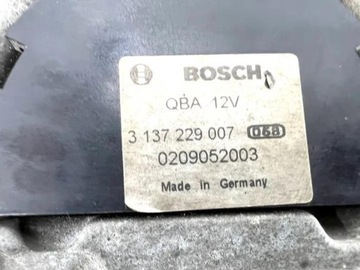 BOSCH
QBA 12V
3 137 229 007 068
0209052003
Made in Germany